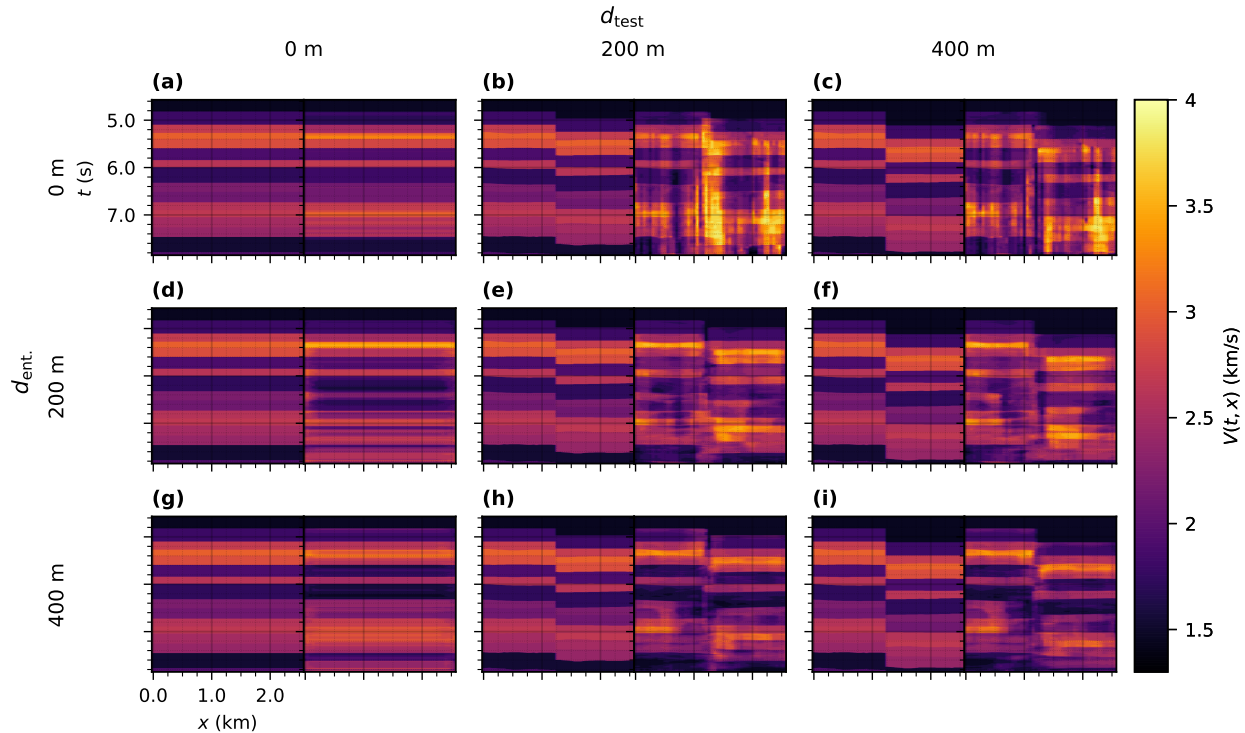 d_test
0 m 200 m 400 m
(a) (b) (c)
5.0
6.0
7.0
0 m
t (s)
(d) (e) (f)
d_ent.
200 m
(g) (h) (i)
400 m
0.0 1.0 2.0
x (km)
4
3.5
3
2.5
2
1.5
V(t, x) (km/s)